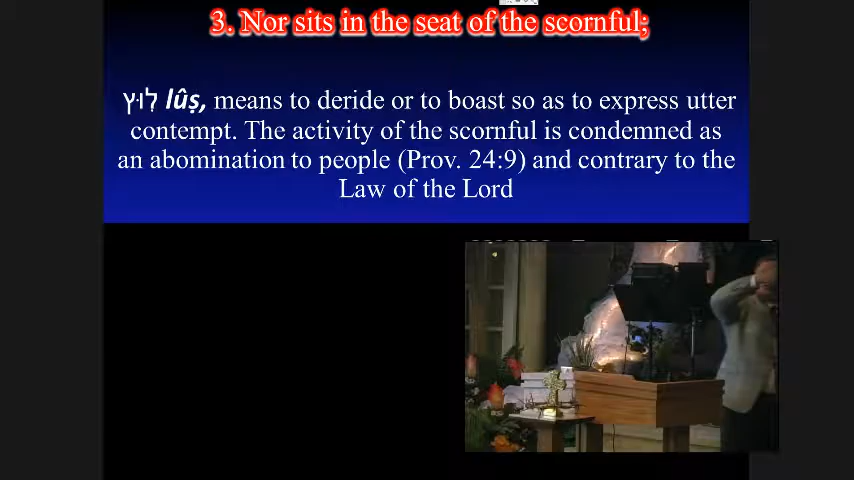 3. Nor sits in the seat of the scornful;
לִוּץ lûṣ, means to deride or to boast so as to express utter
contempt. The activity of the scornful is condemned as
an abomination to people (Prov. 24:9) and contrary to the
Law of the Lord